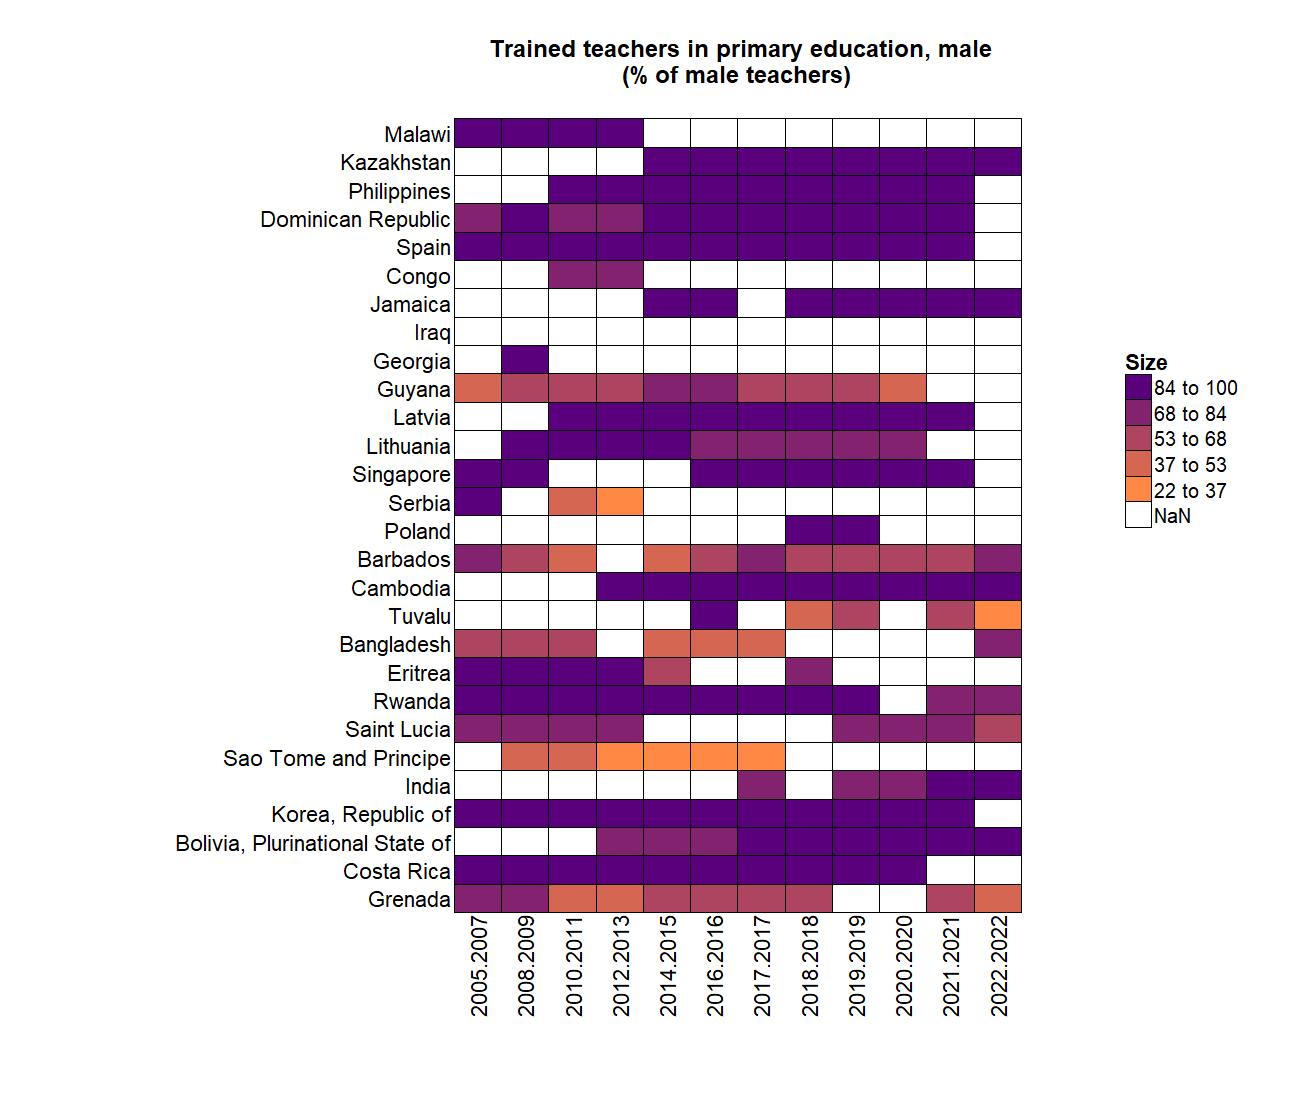 Trained teachers in primary education, male
(% of male teachers)
Malawi
Kazakhstan
Philippines
Dominican Republic
Spain
Congo
Jamaica
Iraq
Georgia
Guyana
Latvia
Lithuania
Singapore
Serbia
Poland
Barbados
Cambodia
Tuvalu
Bangladesh
Eritrea
Rwanda
Saint Lucia
Sao Tome and Principe
India
Korea, Republic of
Bolivia, Plurinational State of
Costa Rica
Grenada
2005.2007
2008.2009
2010.2011
2012.2013
2014.2015
2016.2016
2017.2017
2018.2018
2019.2019
2020.2020
2021.2021
2022.2022
Size
84 to 100
68 to 84
53 to 68
37 to 53
22 to 37
NaN